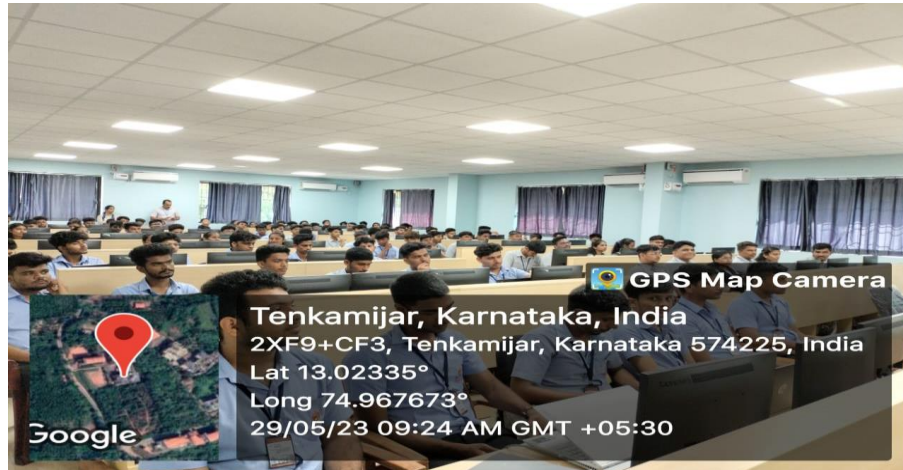 GPS Map Camera
Tenkamijar, Karnataka, India
2XF9+CF3, Tenkamijar, Karnataka 574225, India
Lat 13.02335°
Long 74.967673°
29/05/23 09:24 AM GMT +05:30
Google